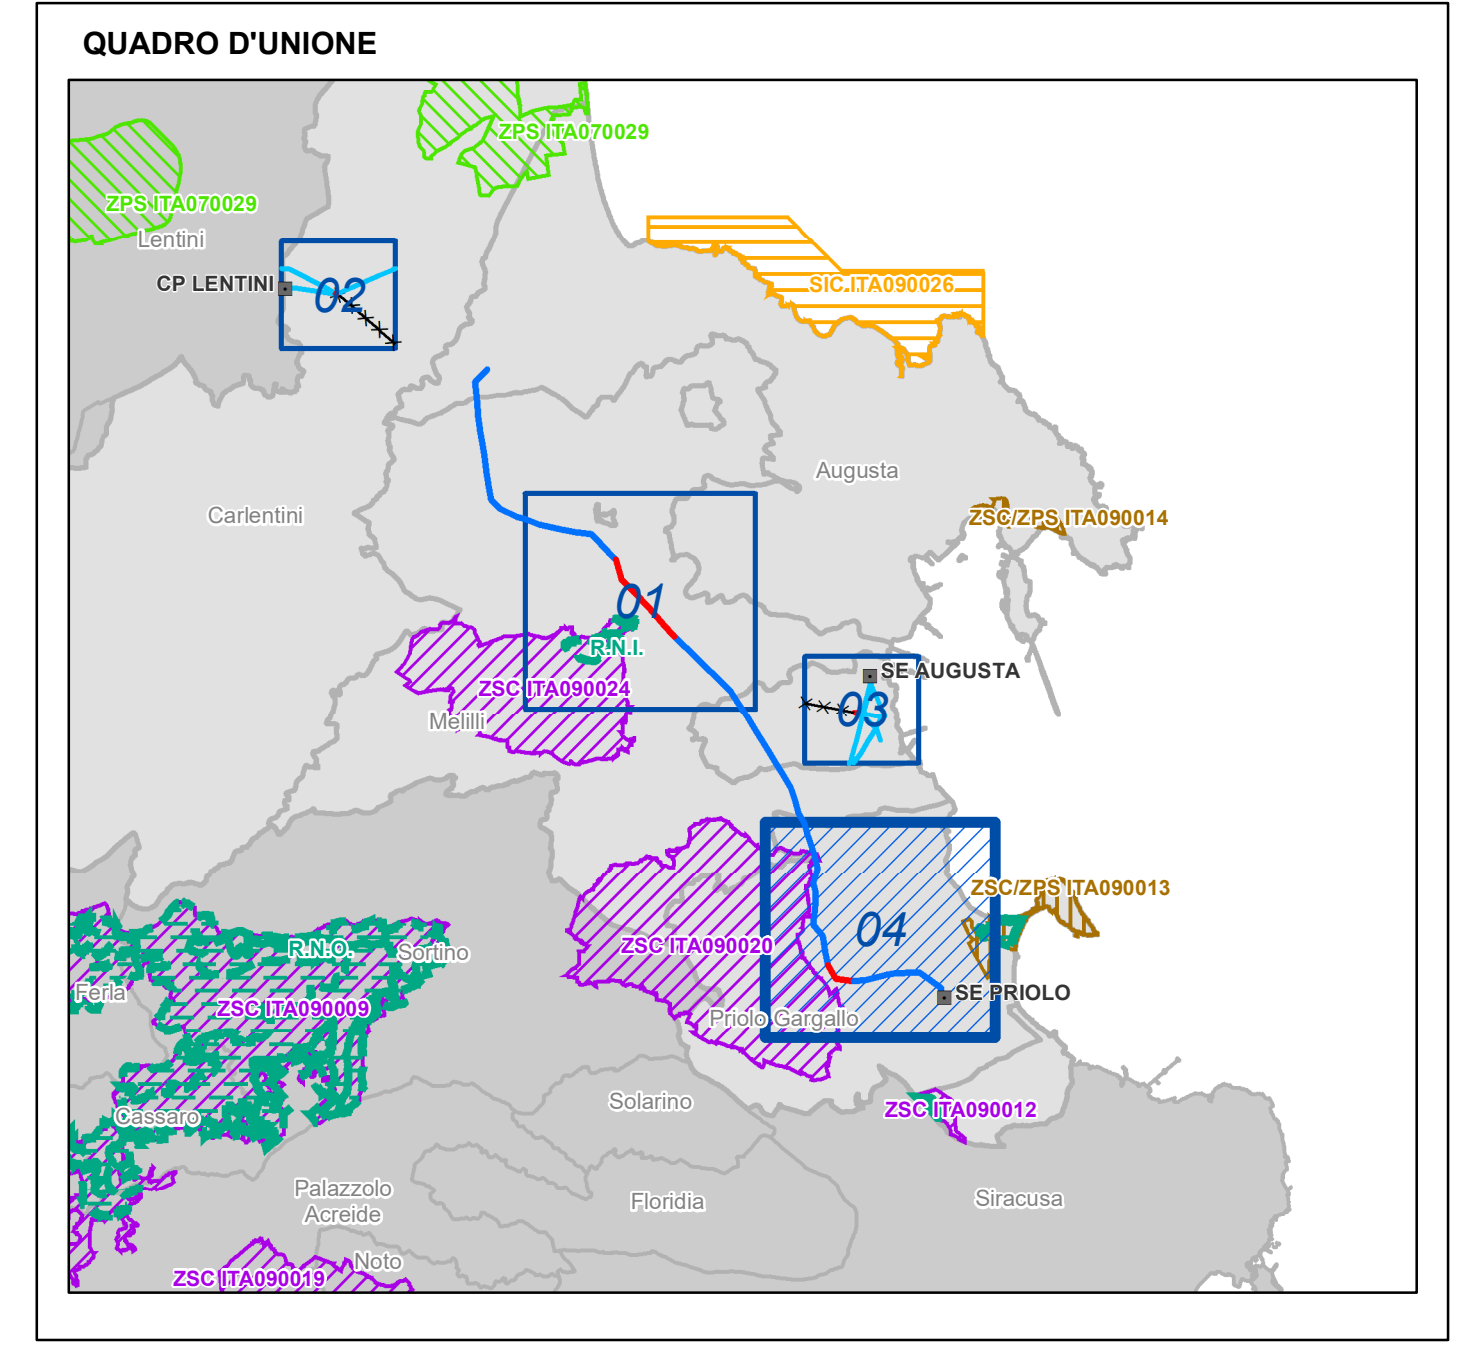 QUADRO D'UNIONE
ZPS ITA070029
ZPS ITA070029
Lentini
CP LENTINI
02
SIC ITA090026
Augusta
Carlentini
ZSC/ZPS ITA090014
01
R.N.I.
SE AUGUSTA
ZSC ITA090024
03
Melilli
ZSC/ZPS ITA090013
04
R.N.O.
ZSC ITA090020
Sortino
Ferla
SE PRIOLO
ZSC ITA090009
Priolo Gargallo
Solarino
ZSC ITA090012
Cassaro
Palazzolo
Acreide
Floridia
Siracusa
Noto
ZSC ITA090019